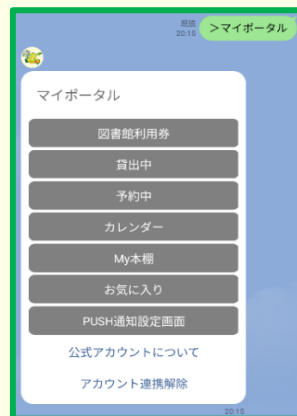 既読
20:15
＞マイポータル
マイポータル
図書館利用券
貸出中
予約中
カレンダー
My本棚
お気に入り
PUSH通知設定画面
公式アカウントについて
アカウント連携解除
20:15